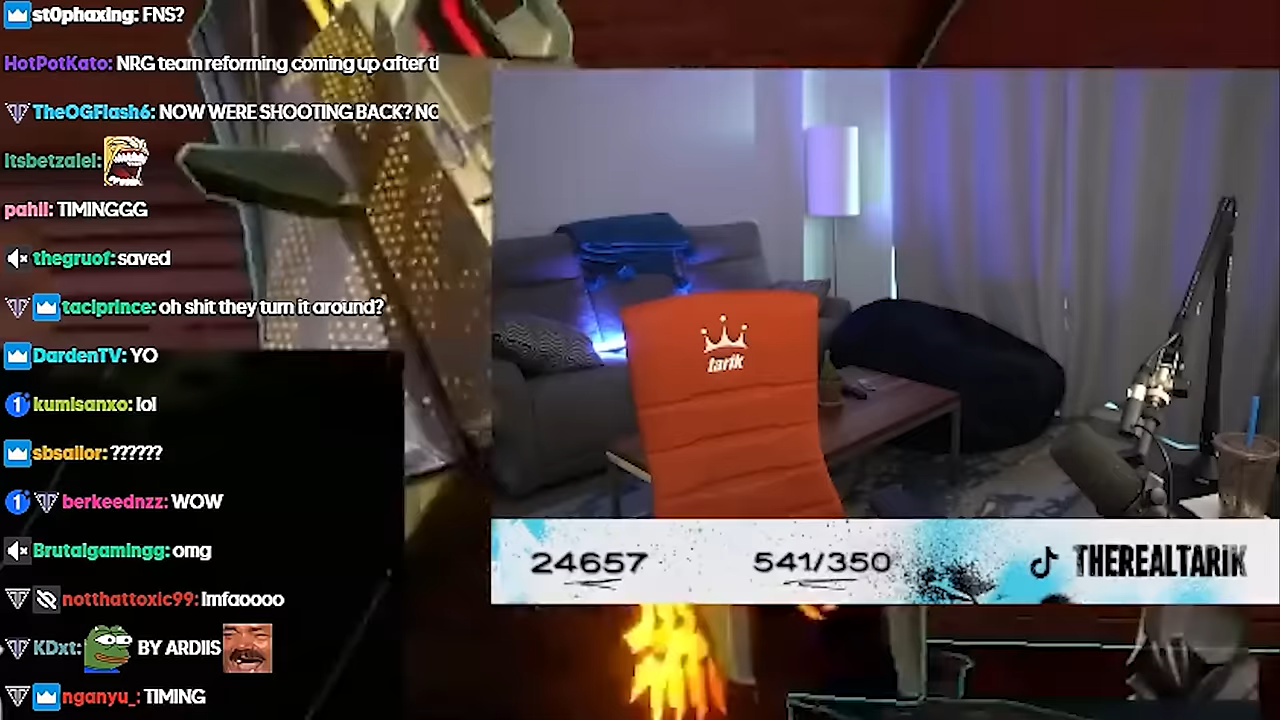 st0phaxing: FNS?
HotPotKato: NRG team reforming coming up after t
TheOGFlash6: NOW WERE SHOOTING BACK? NO
Itsbetzalel:
pahll: TIMINGGG
thegruof: saved
taclprince: oh shit they turn it around?
DardenTV: YO
kumisanxo: lol
sbsailor: ??????
berkeednzz: WOW
Brutalgamingg: omg
notthattoxic99: lmfaoooo
KDxt: BY ARDIIS
nganyu_: TIMING
tarik
24657 541/350 THEREALTARIK